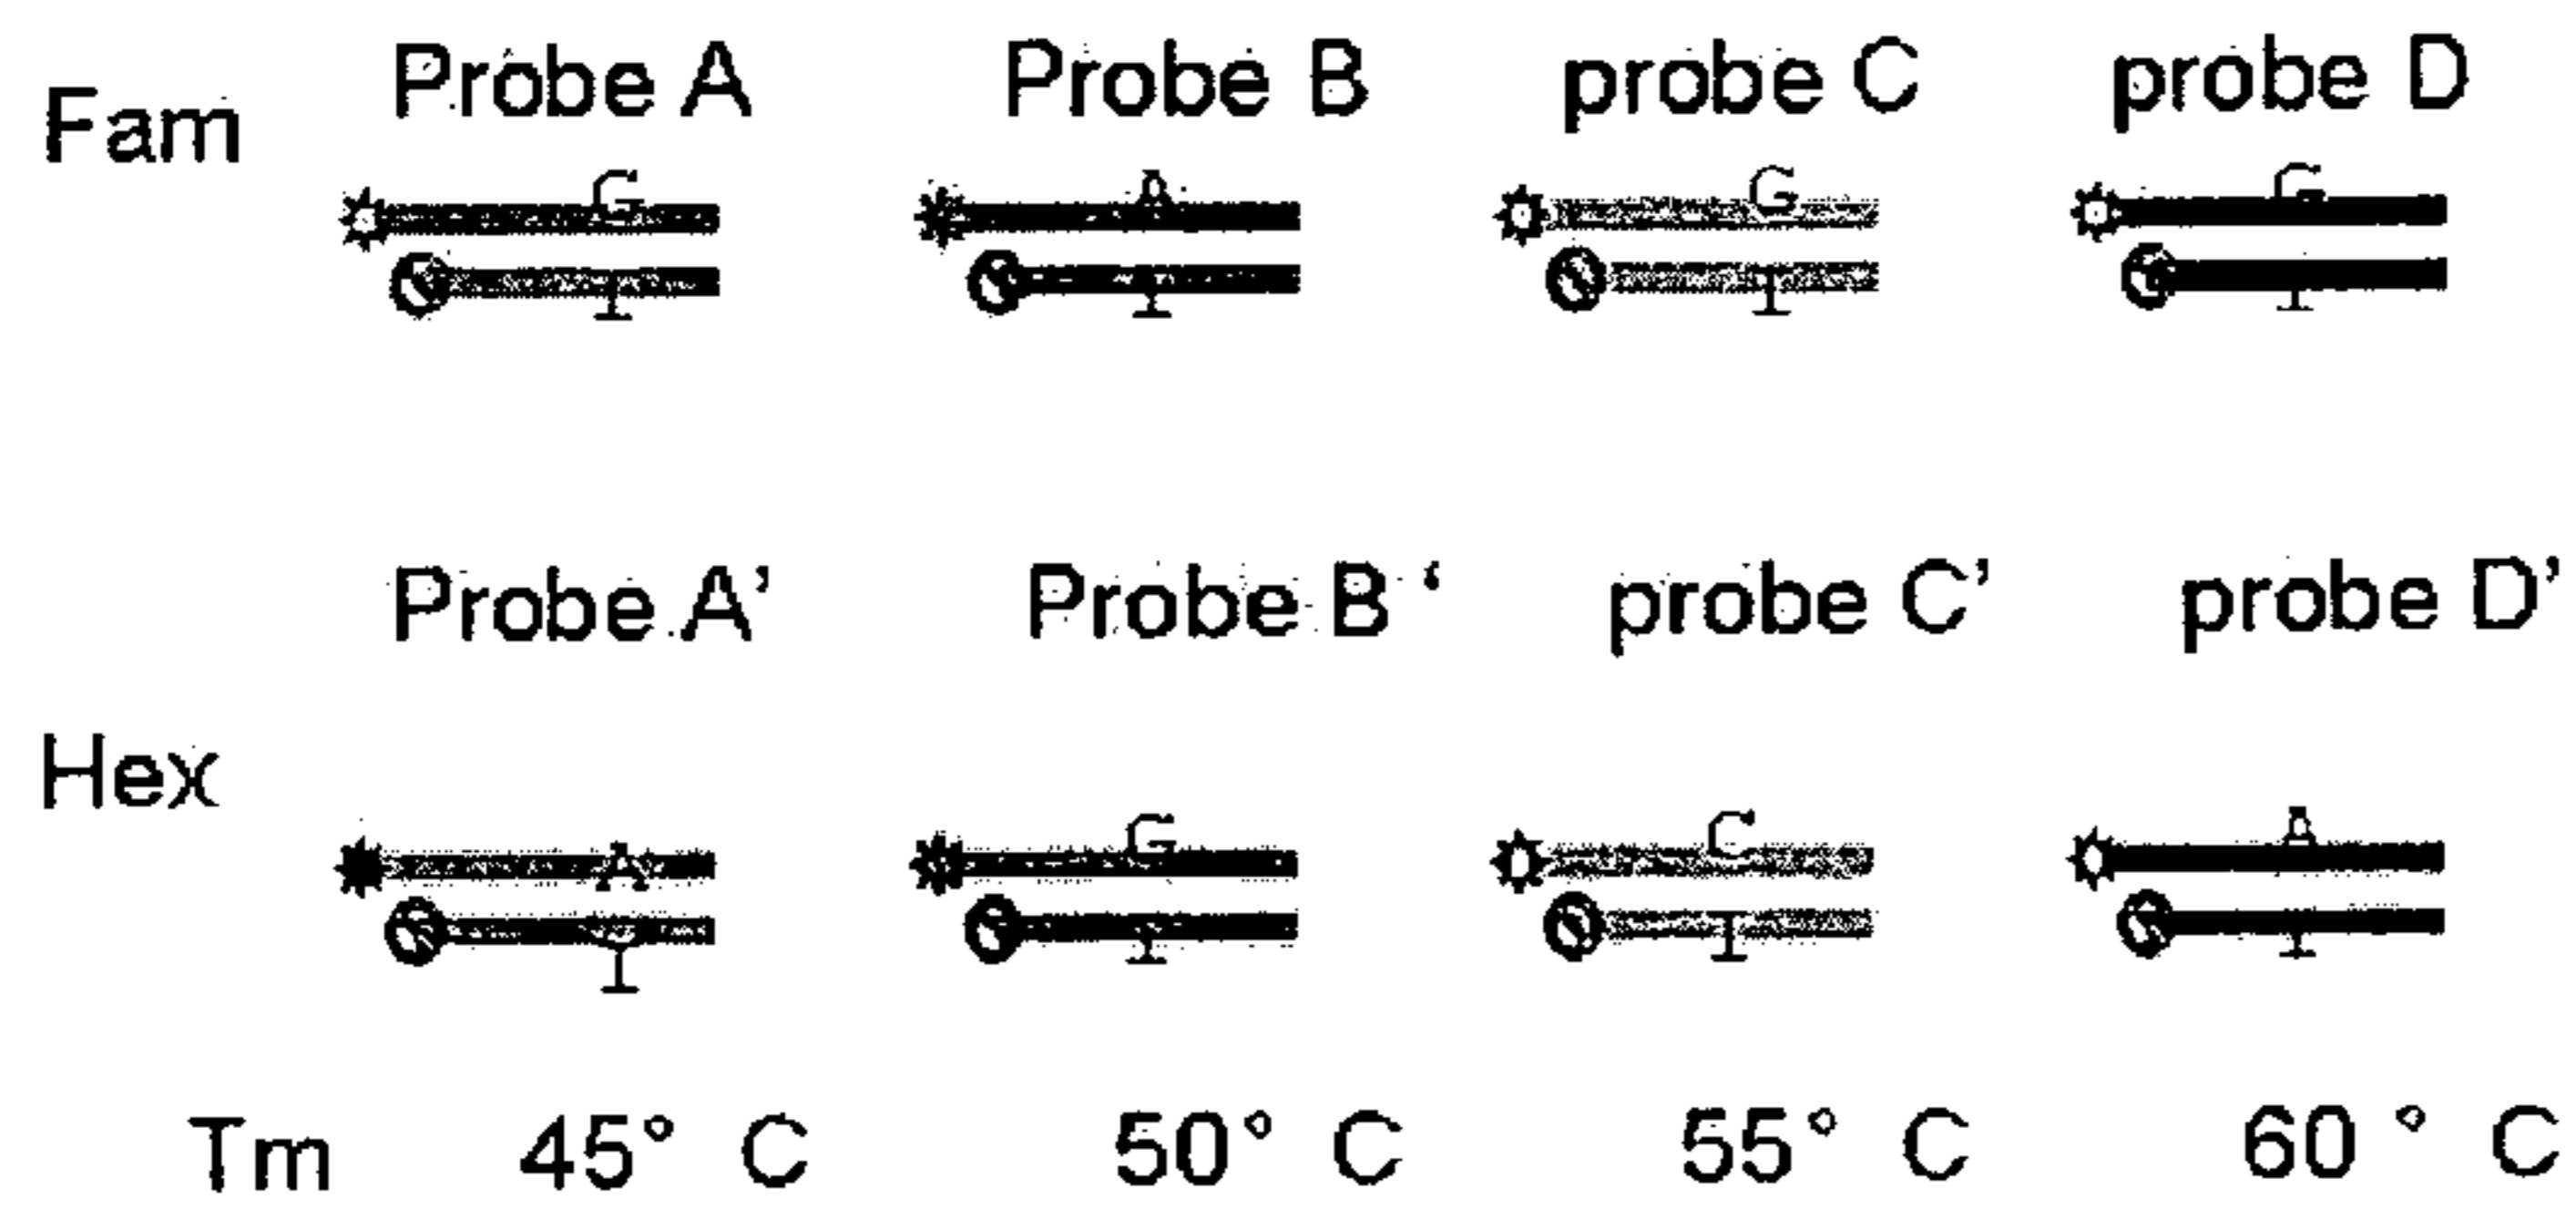 Fam Probe A Probe B probe C probe D
G A G G
I I I I
Probe A' Probe B ‘ probe C' probe D'
Hex
A G C A
I I I I
Tm 45° C 50° C 55° C 60 ° C